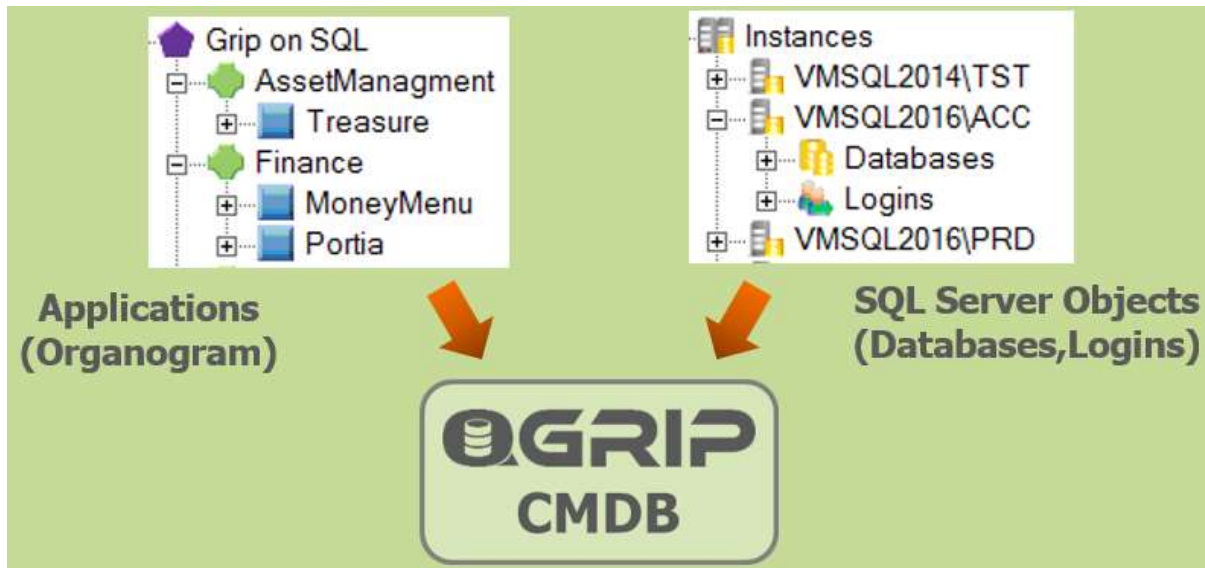 Grip on SQL
AssetManagment
Treasure
Finance
MoneyMenu
Portia
Instances
VMSQL2014\TST
VMSQL2016\ACC
Databases
Logins
VMSQL2016\PRD
Applications
(Organogram)
SQL Server Objects
(Databases,Logins)
QGRIP
CMDB